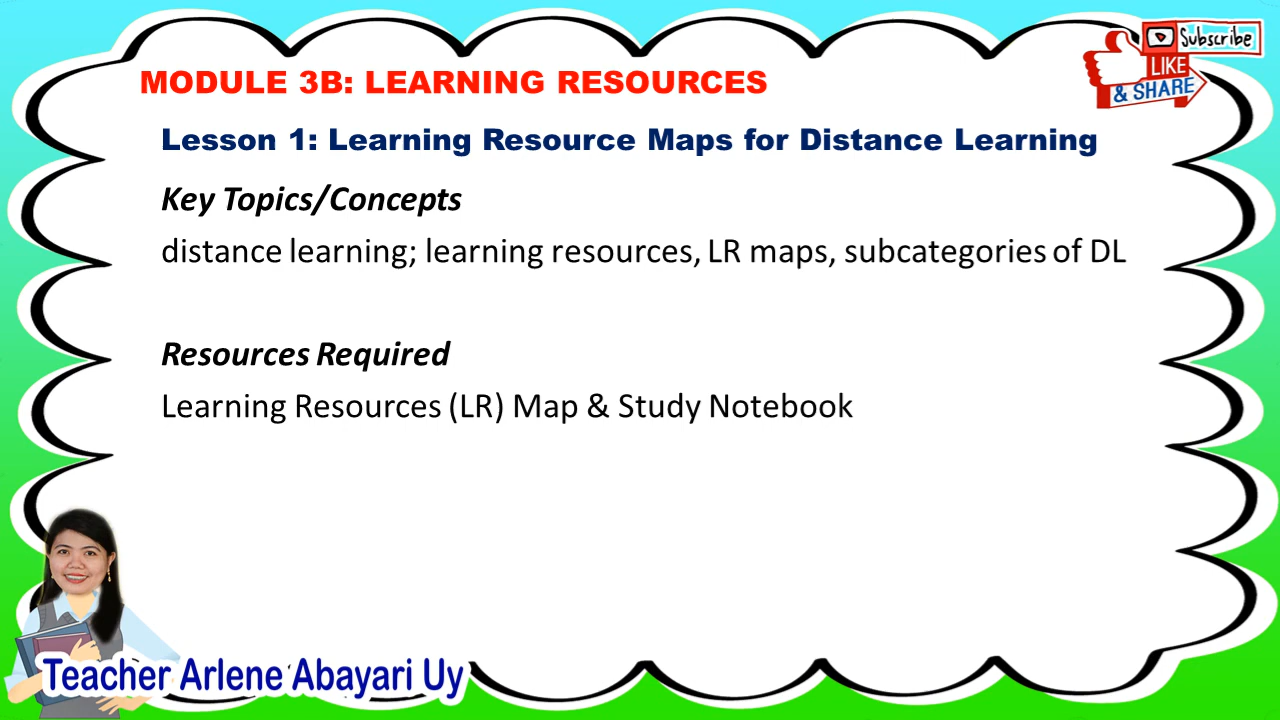 Subscribe
LIKE
& SHARE
MODULE 3B: LEARNING RESOURCES
Lesson 1: Learning Resource Maps for Distance Learning
Key Topics/Concepts
distance learning; learning resources, LR maps, subcategories of DL
Resources Required
Learning Resources (LR) Map & Study Notebook
Teacher Arlene Abayari Uy